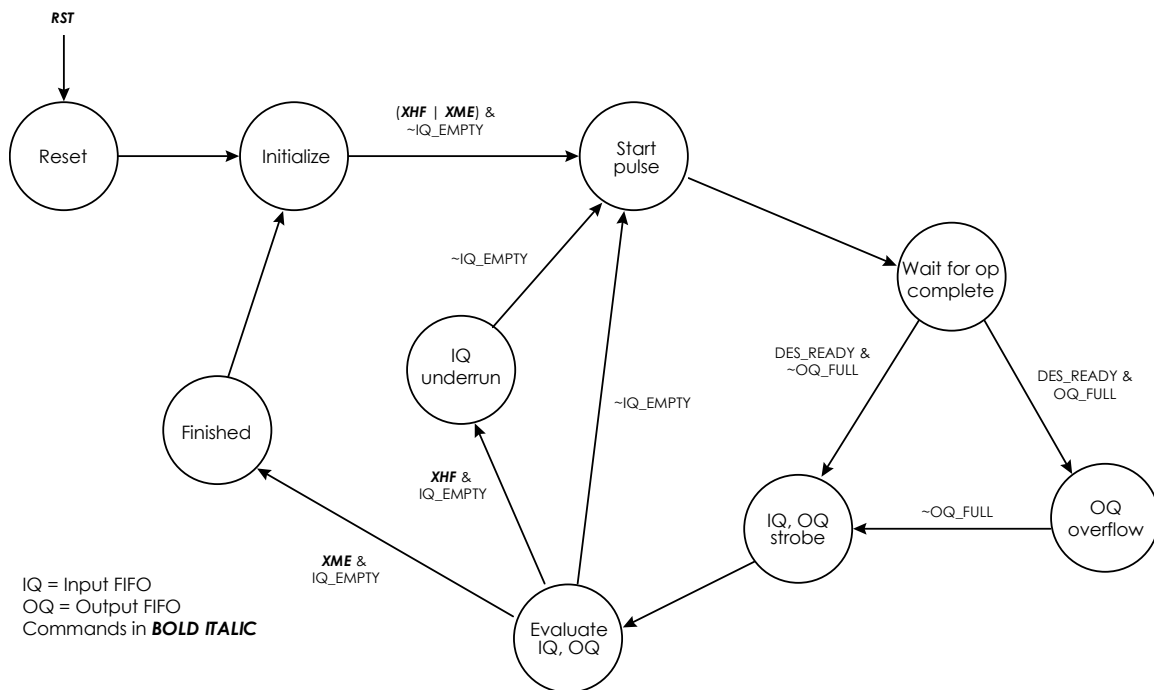 RST
(XHF | XME) &
~IQ_EMPTY
Reset
Initialize
Start
pulse
~IQ_EMPTY
Wait for op
complete
IQ
underrun
DES_READY &
~OQ_FULL
DES_READY &
OQ_FULL
~IQ_EMPTY
Finished
XHF &
IQ_EMPTY
IQ, OQ
strobe
~OQ_FULL
OQ
overflow
XME &
IQ_EMPTY
Evaluate
IQ, OQ
IQ = Input FIFO
OQ = Output FIFO
Commands in BOLD ITALIC